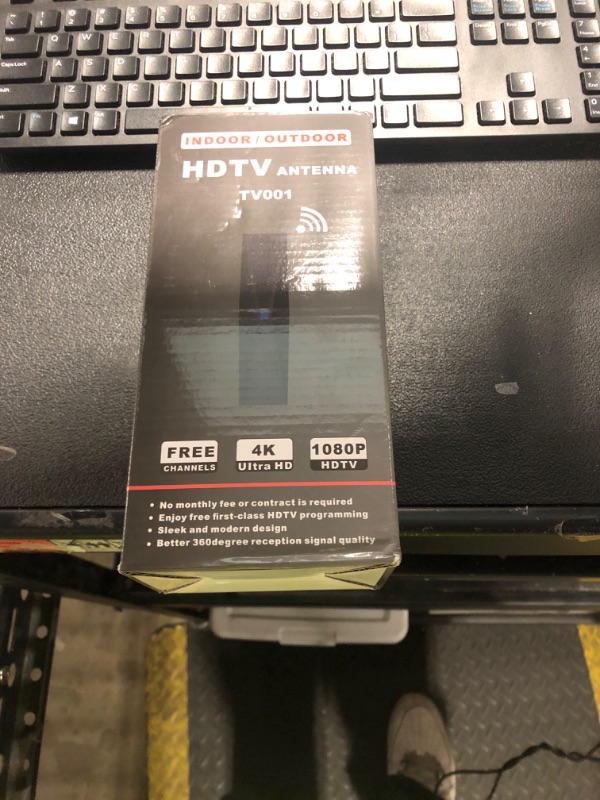 INDOOR / OUTDOOR
HDTV ANTENNA
TV001
FREE
CHANNELS
4K
Ultra HD
1080P
HDTV
• No monthly fee or contract is required
• Enjoy free first-class HDTV programming
• Sleek and modern design
• Better 360degree reception signal quality